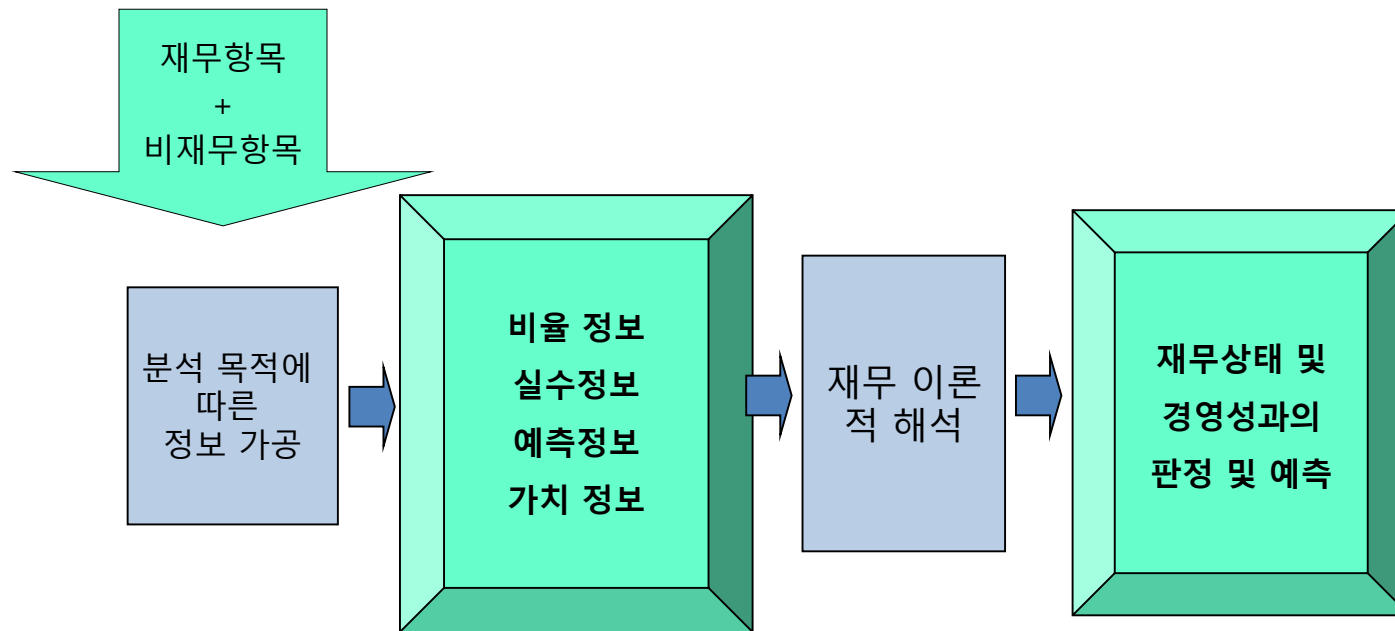 재무항목
+
비재무항목
분석 목적에
따른
정보 가공
비율 정보
실수정보
예측정보
가치 정보
재무 이론
적 해석
재무상태 및
경영성과의
판정 및 예측